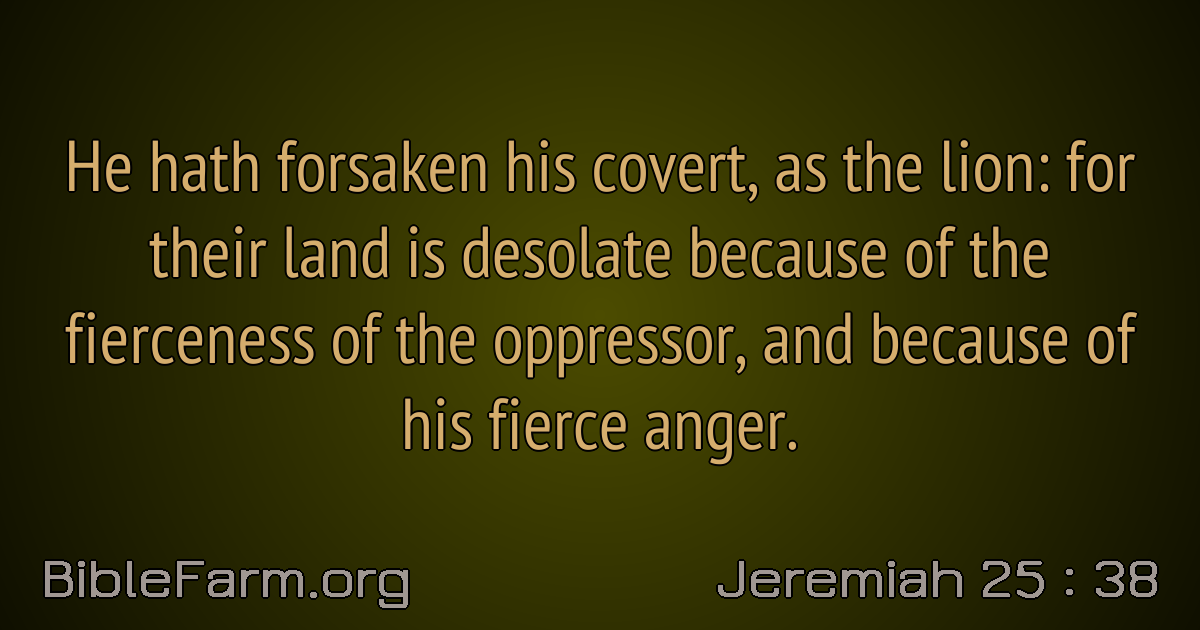 He hath forsaken his covert, as the lion: for
their land is desolate because of the
fierceness of the oppressor, and because of
his fierce anger.
BibleFarm.org
Jeremiah 25 : 38